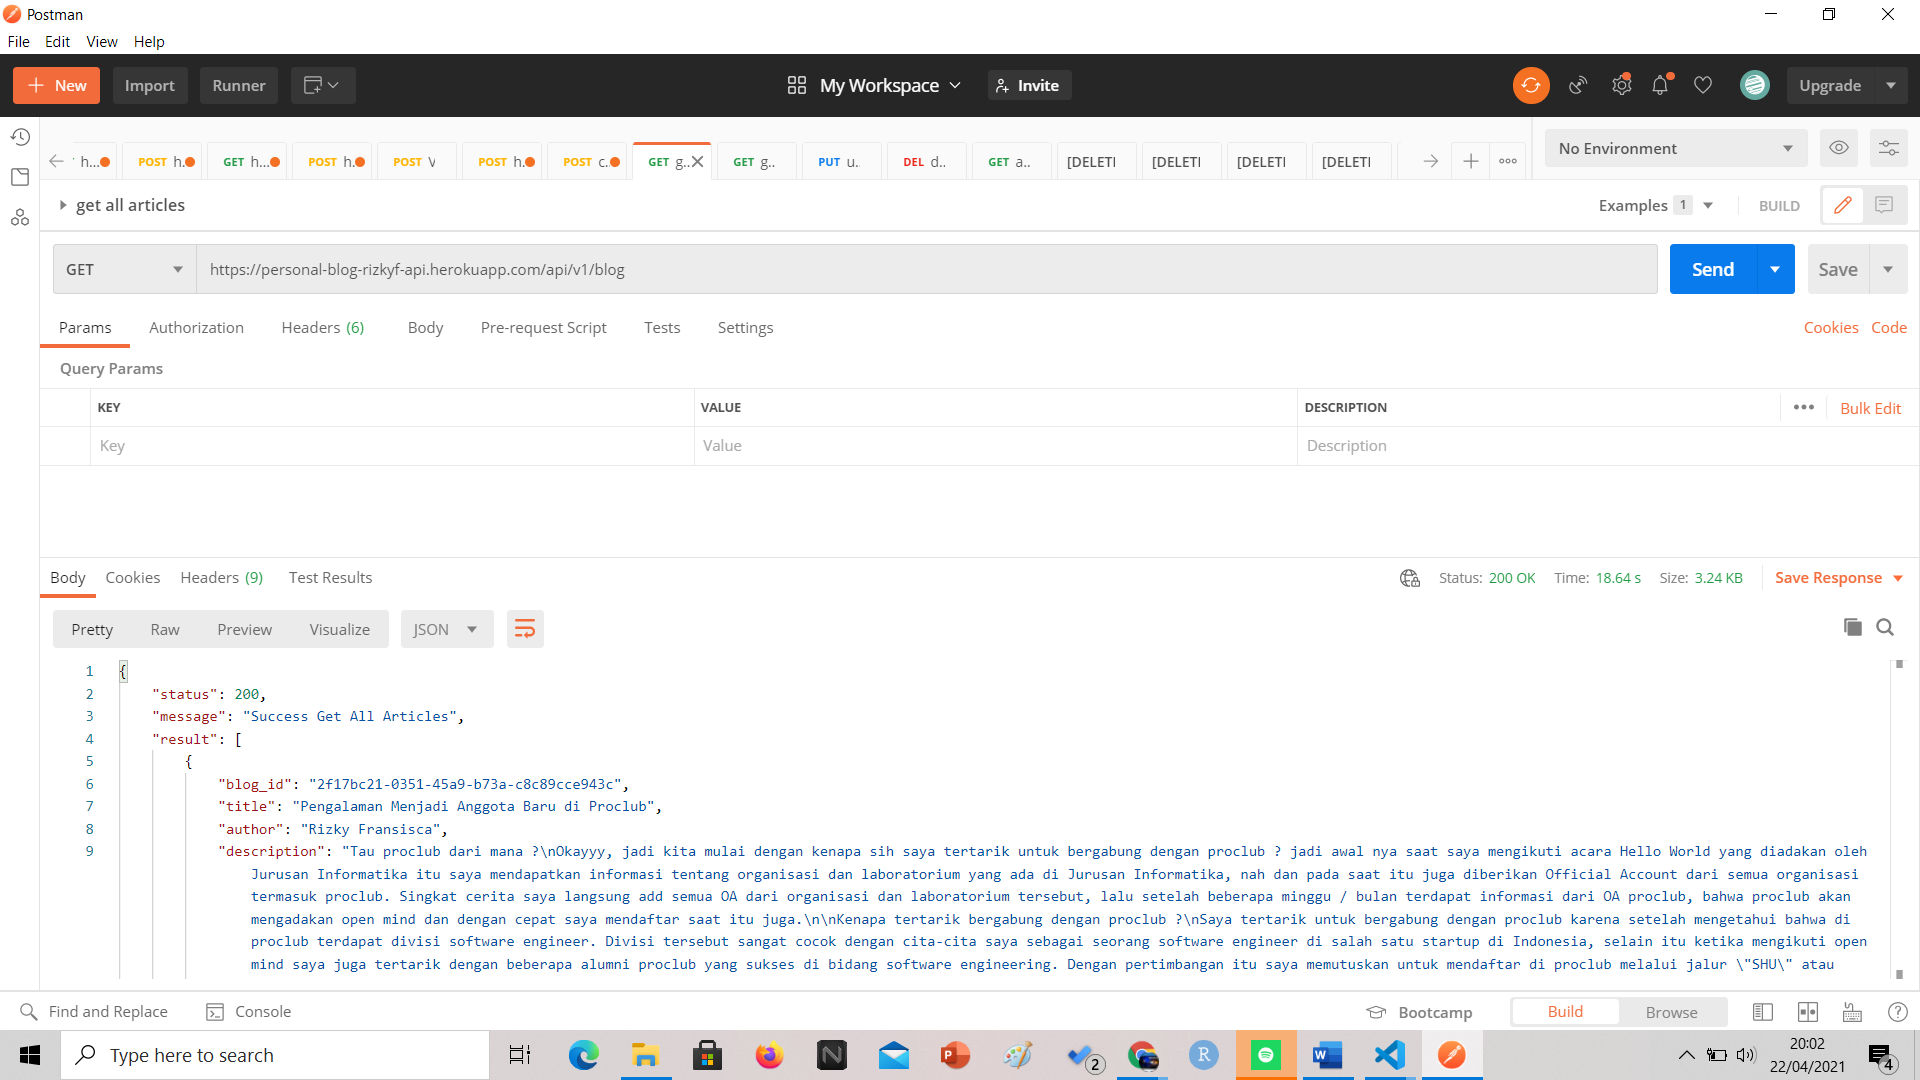 Postman
File Edit View Help
New Import Runner My Workspace Invite Upgrade
h... POST h. GET h... POST h. POST V POST h. POST c. GET g.. GET g.. PUT u. DEL d.. GET a.. [DELETI [DELETI [DELETI [DELETI No Environment
get all articles Examples 1 BUILD
GET https://personal-blog-rizkyf-api.herokuapp.com/api/v1/blog Send Save
Params Authorization Headers (6) Body Pre-request Script Tests Settings Cookies Code
Query Params
KEY VALUE DESCRIPTION Bulk Edit
Key Value Description
Body Cookies Headers (9) Test Results Status: 200 OK Time: 18.64 s Size: 3.24 KB Save Response
Pretty Raw Preview Visualize JSON
1 {
2 "status": 200,
3 "message": "Success Get All Articles",
4 "result": [
5 {
6 "blog_id": "2f17bc21-0351-45a9-b73a-c8c89cce943c",
7 "title": "Pengalaman Menjadi Anggota Baru di Proclub",
8 "author": "Rizky Fransisca",
9 "description": "Tau proclub dari mana ?\nOkayyy, jadi kita mulai dengan kenapa sih saya tertarik untuk bergabung dengan proclub ? jadi awal nya saat saya mengikuti acara Hello World yang diadakan oleh
Jurusan Informatika itu saya mendapatkan informasi tentang organisasi dan laboratorium yang ada di Jurusan Informatika, nah dan pada saat itu juga diberikan Official Account dari semua organisasi
termasuk proclub. Singkat cerita saya langsung add semua OA dari organisasi dan laboratorium tersebut, lalu setelah beberapa minggu / bulan terdapat informasi dari OA proclub, bahwa proclub akan
mengadakan open mind dan dengan cepat saya mendaftar saat itu juga.\n\nKenapa tertarik bergabung dengan proclub ?\nSaya tertarik untuk bergabung dengan proclub karena setelah mengetahui bahwa di
proclub terdapat divisi software engineer. Divisi tersebut sangat cocok dengan cita-cita saya sebagai seorang software engineer di salah satu startup di Indonesia, selain itu ketika mengikuti open
mind saya juga tertarik dengan beberapa alumni proclub yang sukses di bidang software engineering. Dengan pertimbangan itu saya memutuskan untuk mendaftar di proclub melalui jalur \"SHU\" atau
Find and Replace Console Bootcamp Build Browse
Type here to search 2 20:02
22/04/2021 4